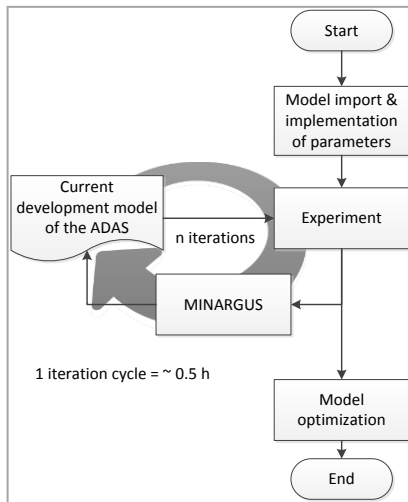 Start
Model import &
implementation
of parameters
Current
development model
of the ADAS
Experiment
n iterations
MINARGUS
1 iteration cycle = ~ 0.5 h
Model
optimization
End